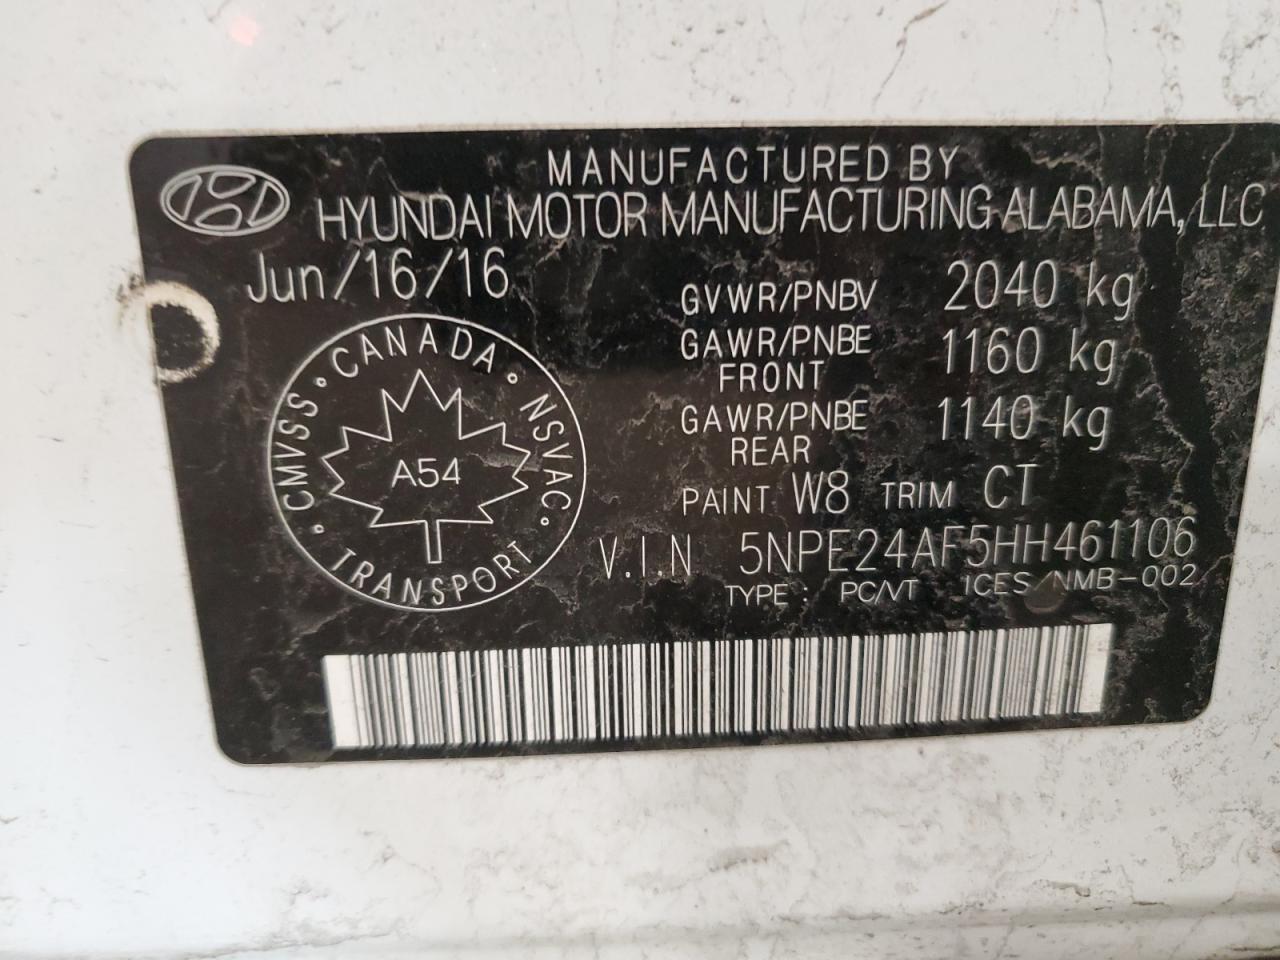 MANUFACTURED BY
HYUNDAI MOTOR MANUFACTURING ALABAMA, LLC
Jun/16/16
GVWR/PNBV 2040 kg
GAWR/PNBE 1160 kg
FRONT
GAWR/PNBE 1140 kg
REAR
PAINT W8 TRIM CT
V.I.N 5NPE24AF5HH461106
TYPE : PC/VT ICES/NMB-002
CANADA • NSVAC • TRANSPORT • CMVSS •
A54